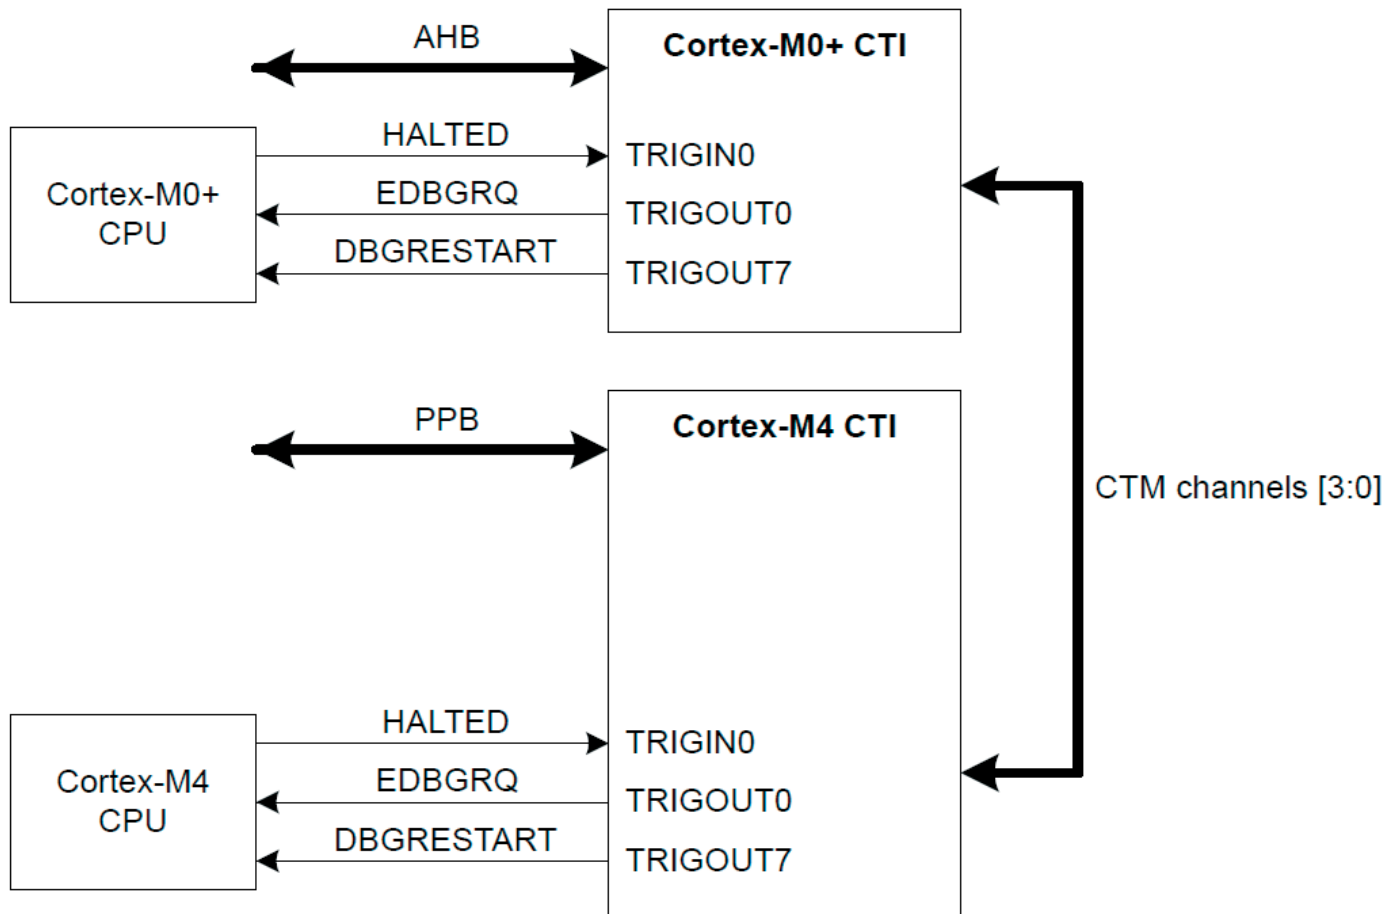 AHB
Cortex-M0+ CTI
HALTED
TRIGIN0
Cortex-M0+
CPU
EDBGRQ
TRIGOUT0
DBGRESTART
TRIGOUT7
PPB
Cortex-M4 CTI
CTM channels [3:0]
HALTED
TRIGIN0
Cortex-M4
CPU
EDBGRQ
TRIGOUT0
DBGRESTART
TRIGOUT7